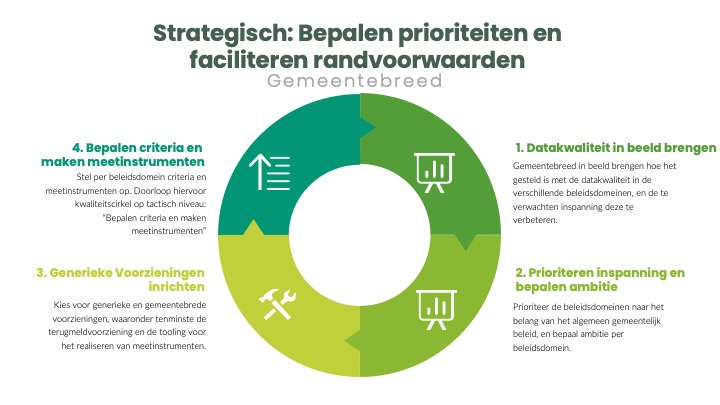 Strategisch: Bepalen prioriteiten en
faciliteren randvoorwaarden
Gemeentebreed
4. Bepalen criteria en
maken meetinstrumenten
Stel per beleidsdomein criteria en
meetinstrumenten op. Doorloop hiervoor
kwaliteitscirkel op tactisch niveau:
"Bepalen criteria en maken
meetinstrumenten"
1. Datakwaliteit in beeld brengen
Gemeentebreed in beeld brengen hoe het
gesteld is met de datakwaliteit in de
verschillende beleidsdomeinen, en de te
verwachten inspanning deze te
verbeteren.
3. Generieke Voorzieningen
inrichten
Kies voor generieke en gemeentebrede
voorzieningen, waaronder tenminste de
terugmeldvoorziening en de tooling voor
het realiseren van meetinstrumenten.
2. Prioriteren inspanning en
bepalen ambitie
Prioriteer de beleidsdomeinen naar het
belang van het algemeen gemeentelijk
beleid, en bepaal ambitie per
beleidsdomein.